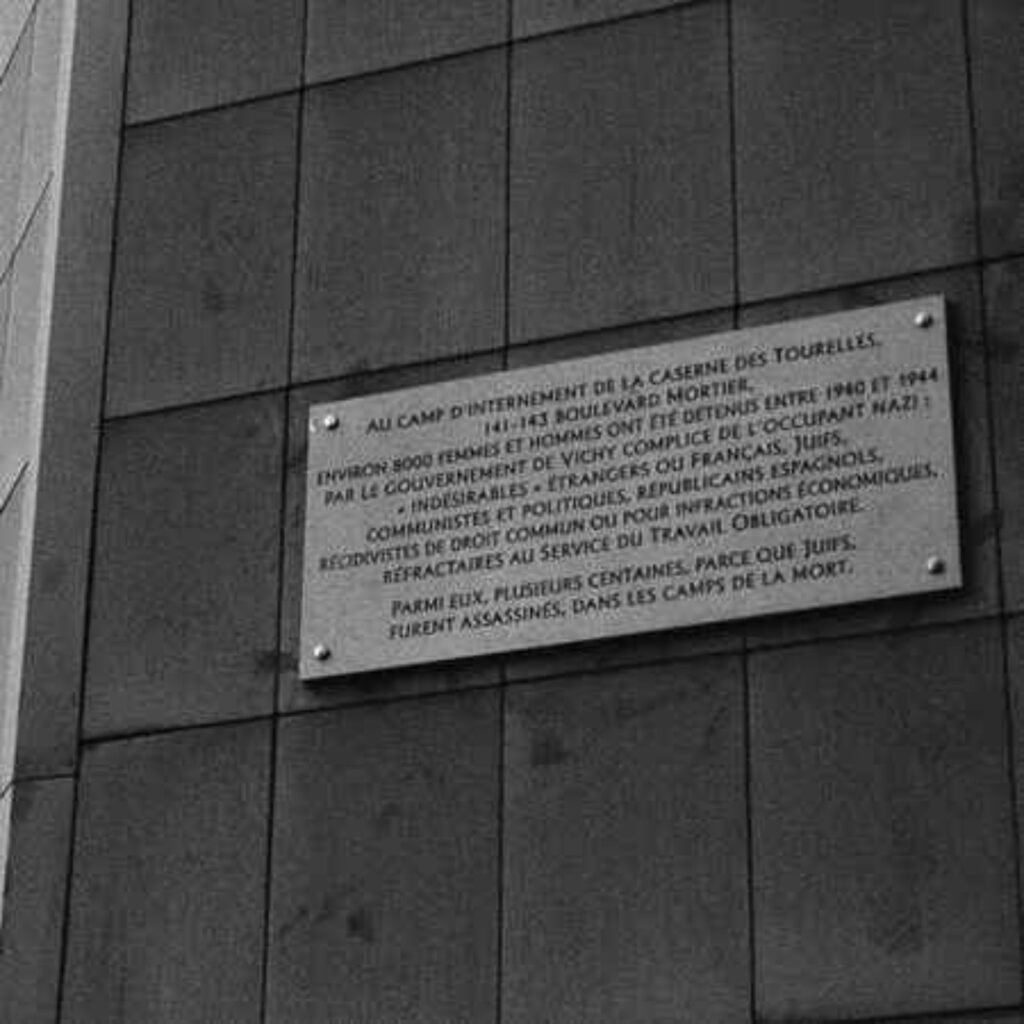 AU CAMP D'INTERNEMENT DE LA CASERNE DES TOURELLES,
141-143 BOULEVARD MORTIER,
ENVIRON 8000 FEMMES ET HOMMES ONT ÉTÉ DÉTENUS ENTRE 1940 ET 1944
PAR LE GOUVERNEMENT DE VICHY COMPLICE DE L'OCCUPANT NAZI :
« INDÉSIRABLES » ÉTRANGERS OU FRANÇAIS, JUIFS,
COMMUNISTES ET POLITIQUES, RÉPUBLICAINS ESPAGNOLS,
RÉCIDIVISTES DE DROIT COMMUN OU POUR INFRACTIONS ÉCONOMIQUES,
RÉFRACTAIRES AU SERVICE DU TRAVAIL OBLIGATOIRE.
PARMI EUX, PLUSIEURS CENTAINES, PARCE QUE JUIFS,
FURENT ASSASSINÉS, DANS LES CAMPS DE LA MORT.